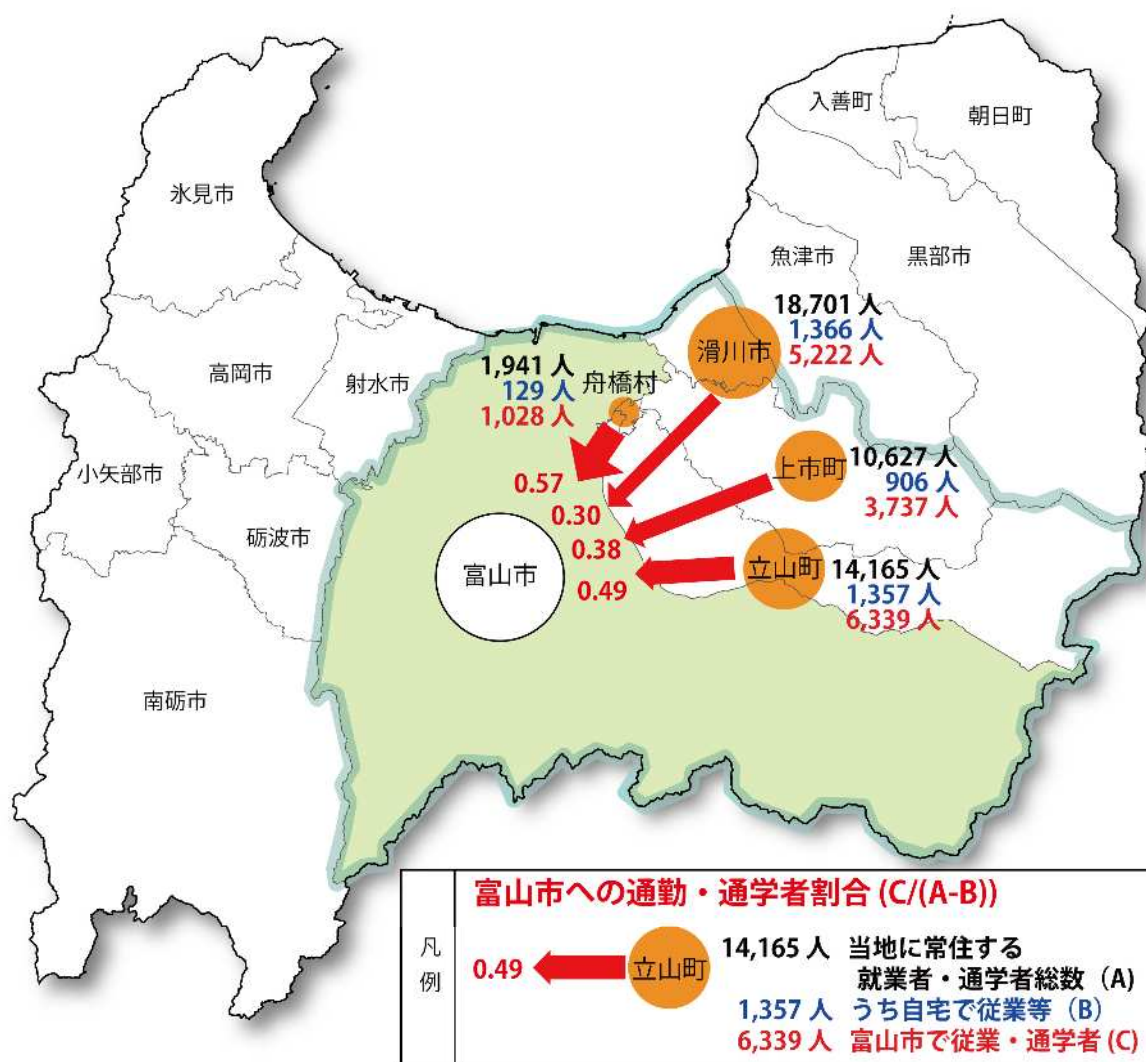 入善町
朝日町
氷見市
魚津市
黒部市
18,701 人
1,366 人
5,222 人
滑川市
高岡市
射水市
1,941 人
129 人
1,028 人
舟橋村
小矢部市
砺波市
上市町
10,627 人
906 人
3,737 人
0.57
0.30
0.38
0.49
富山市
立山町
14,165 人
1,357 人
6,339 人
南砺市
凡例
富山市への通勤・通学者割合 (C/(A-B))
0.49
立山町
14,165 人 当地に常住する
就業者・通学者総数（A）
1,357 人 うち自宅で従業等（B）
6,339 人 富山市で従業・通学者 (C)